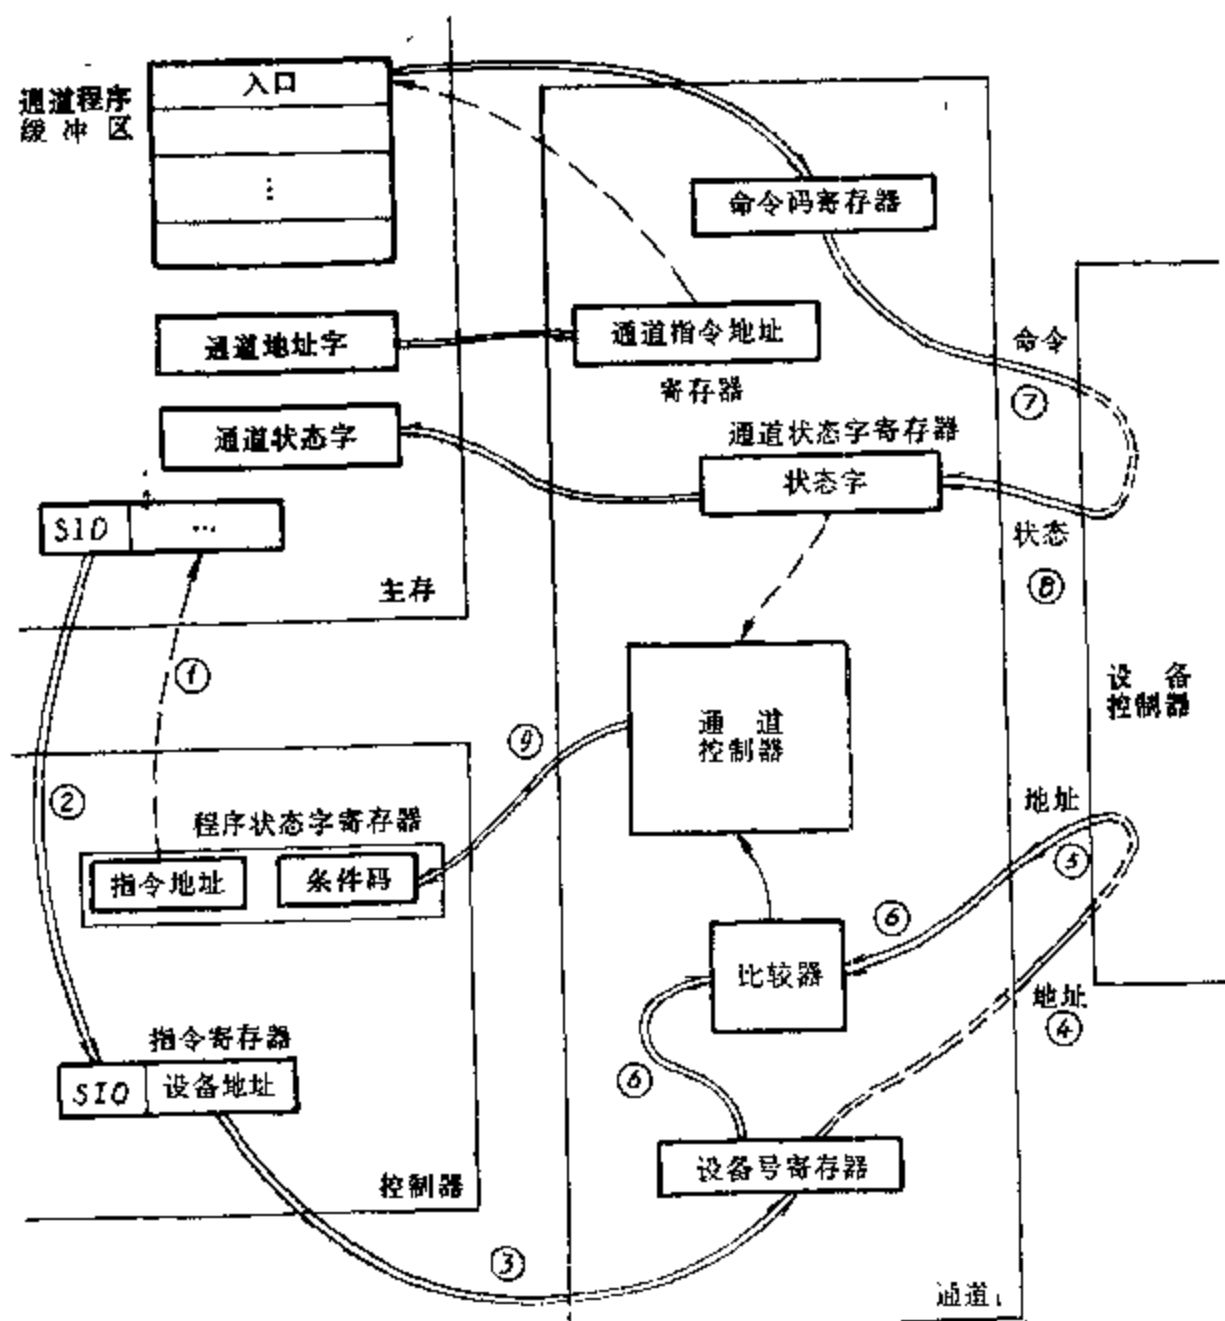 通道程序
缓冲区
入口
⋮
命令码寄存器
通道地址字
通道指令地址
寄存器
命令
⑦
通道状态字
通道状态字寄存器
状态字
状态
⑧
SIO
...
主存
①
设备
控制器
通道
控制器
⑨
②
程序状态字寄存器
指令地址
条件码
地址
⑤
⑥
比较器
地址
④
指令寄存器
SIO
设备地址
⑥
设备号寄存器
控制器
③
通道